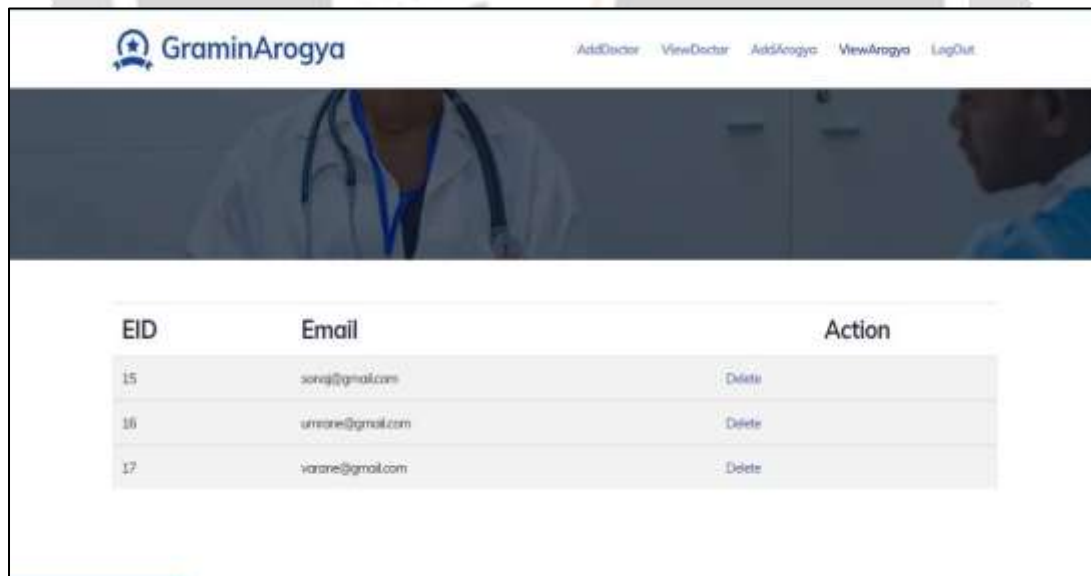 GraminArogya
AddDoctor ViewDoctor AddArogya ViewArogya LogOut
EID Email Action
15 sonaj@gmail.com Delete
16 umrane@gmail.com Delete
17 varane@gmail.com Delete